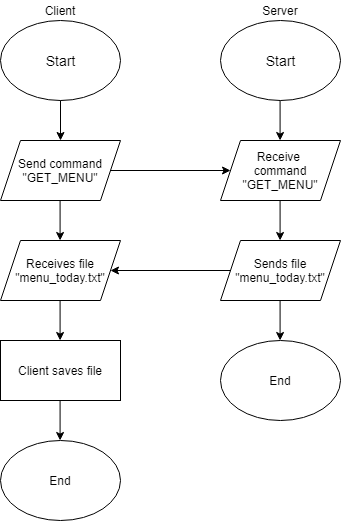 Client
Server
Start
Start
Send command
"GET_MENU"
Receive
command
"GET_MENU"
Receives file
"menu_today.txt"
Sends file
"menu_today.txt"
Client saves file
End
End